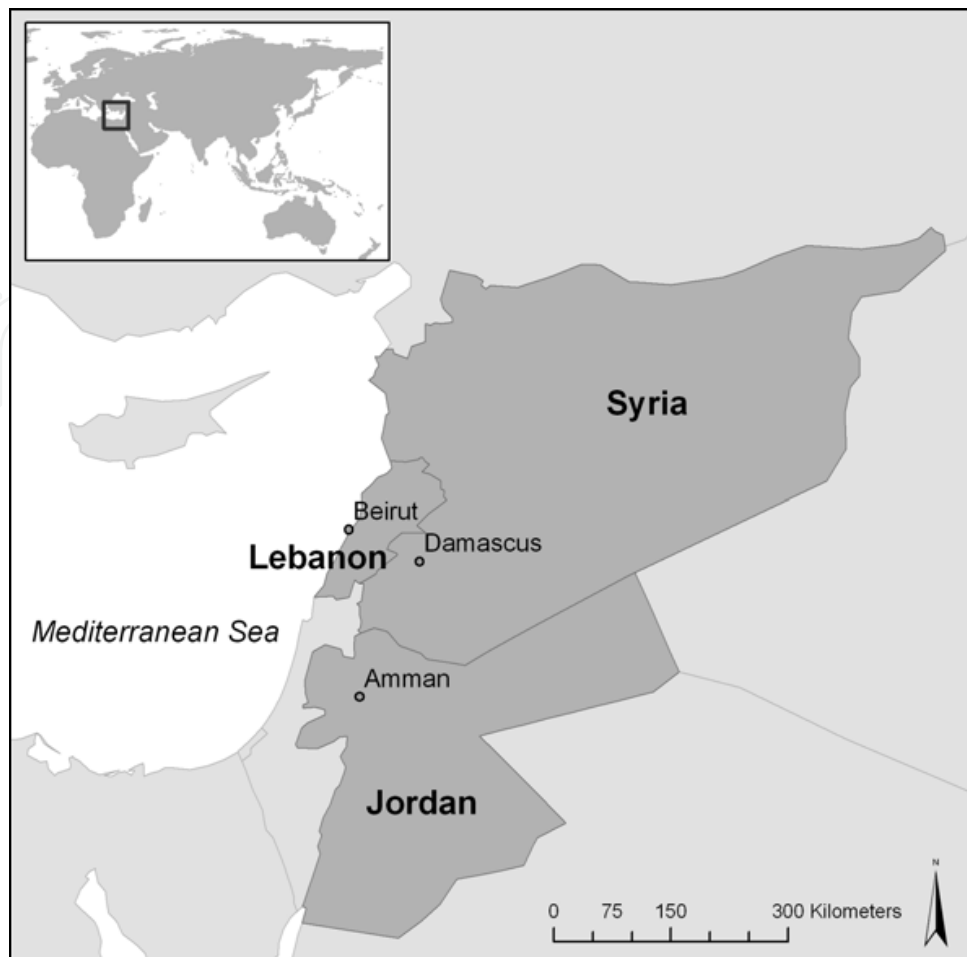 Syria
Beirut
Damascus
Lebanon
Mediterranean Sea
Amman
Jordan
N
0 75 150 300 Kilometers